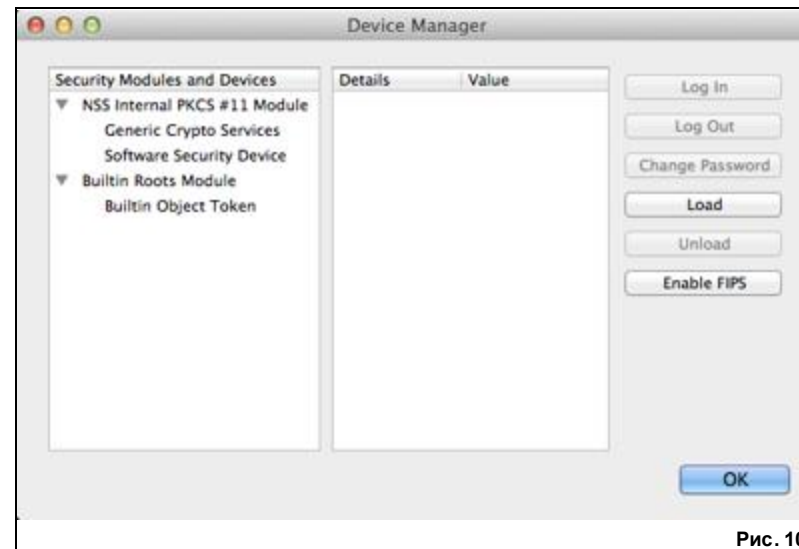 Device Manager
Security Modules and Devices
NSS Internal PKCS #11 Module
Generic Crypto Services
Software Security Device
Builtin Roots Module
Builtin Object Token
Details Value
Log In
Log Out
Change Password
Load
Unload
Enable FIPS
OK
Рис. 10